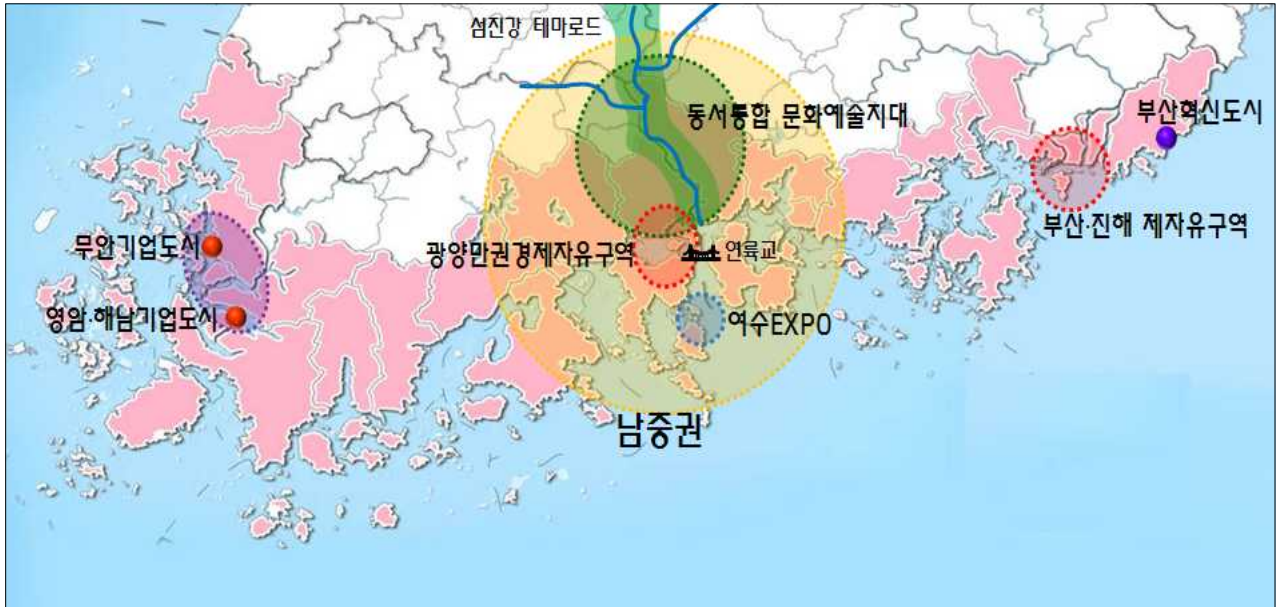 섬진강 테마로드
동서통합 문화예술지대
부산혁신도시
부산·진해 제자유구역
무안기업도시
광양만권경제자유구역
연륙교
영암·해남기업도시
여수EXPO
남중권